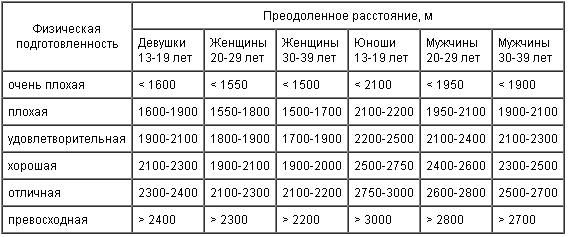 Физическая подготовленность Преодоленное расстояние, м
Девушки 13-19 лет Женщины 20-29 лет Женщины 30-39 лет Юноши 13-19 лет Мужчины 20-29 лет Мужчины 30-39 лет
очень плохая < 1600 < 1550 < 1500 < 2100 < 1950 < 1900
плохая 1600-1900 1550-1800 1500-1700 2100-2200 1950-2100 1900-2100
удовлетворительная 1900-2100 1800-1900 1700-1900 2200-2500 2100-2400 2100-2300
хорошая 2100-2300 1900-2100 1900-2000 2500-2750 2400-2600 2300-2500
отличная 2300-2400 2100-2300 2100-2200 2750-3000 2600-2800 2500-2700
превосходная > 2400 > 2300 > 2200 > 3000 > 2800 > 2700